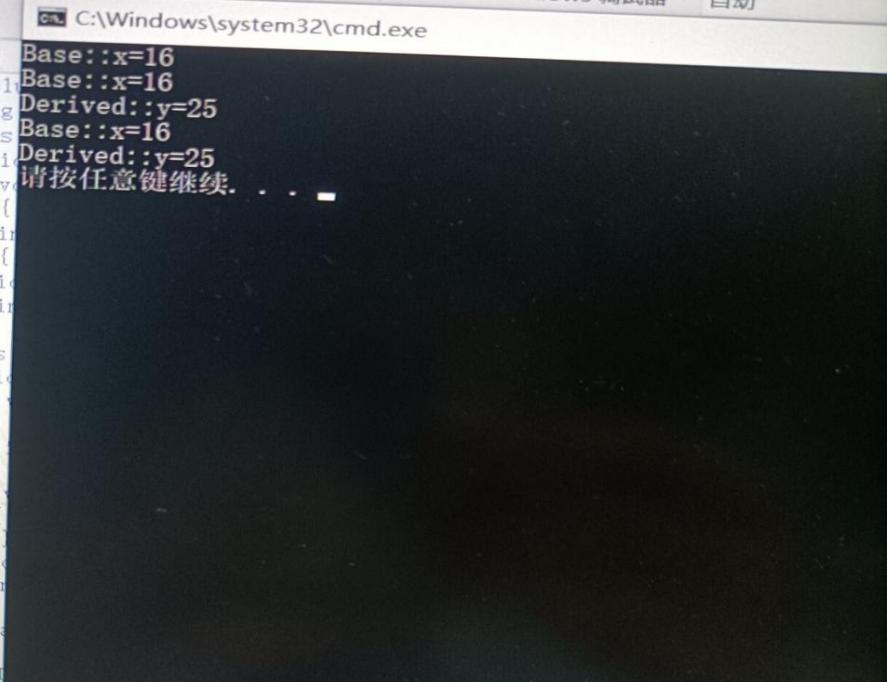 C:\Windows\system32\cmd.exe
Base::x=16
Base::x=16
Derived::y=25
Base::x=16
Derived::y=25
请按任意键继续. . .